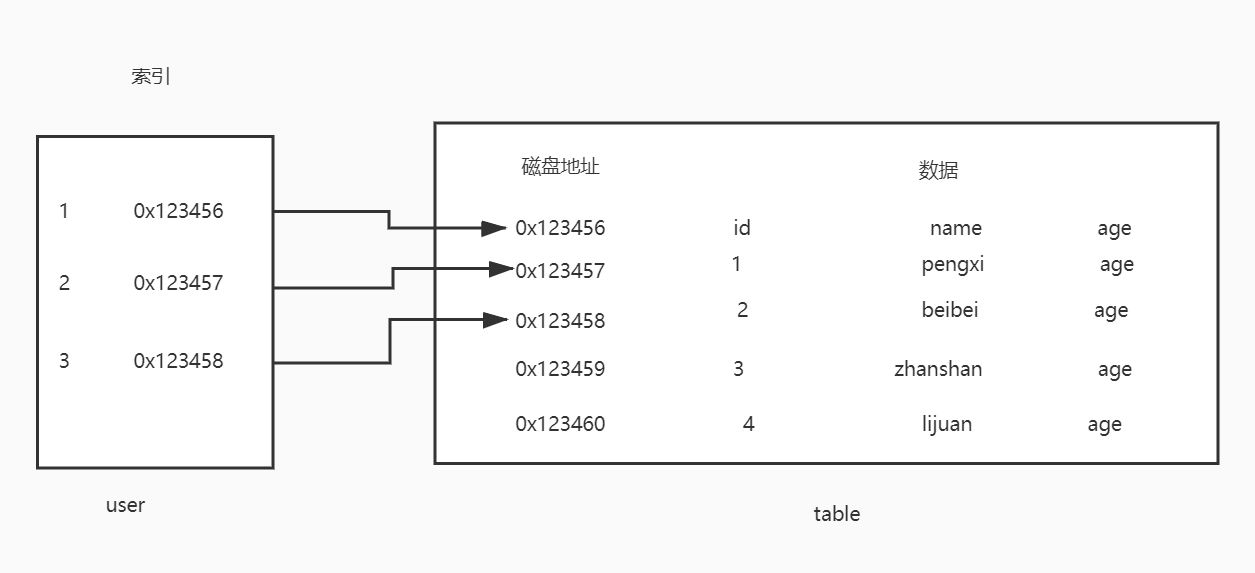 索引
1 0x123456
2 0x123457
3 0x123458
user
磁盘地址 数据
0x123456 id name age
0x123457 1 pengxi age
0x123458 2 beibei age
0x123459 3 zhanshan age
0x123460 4 lijuan age
table